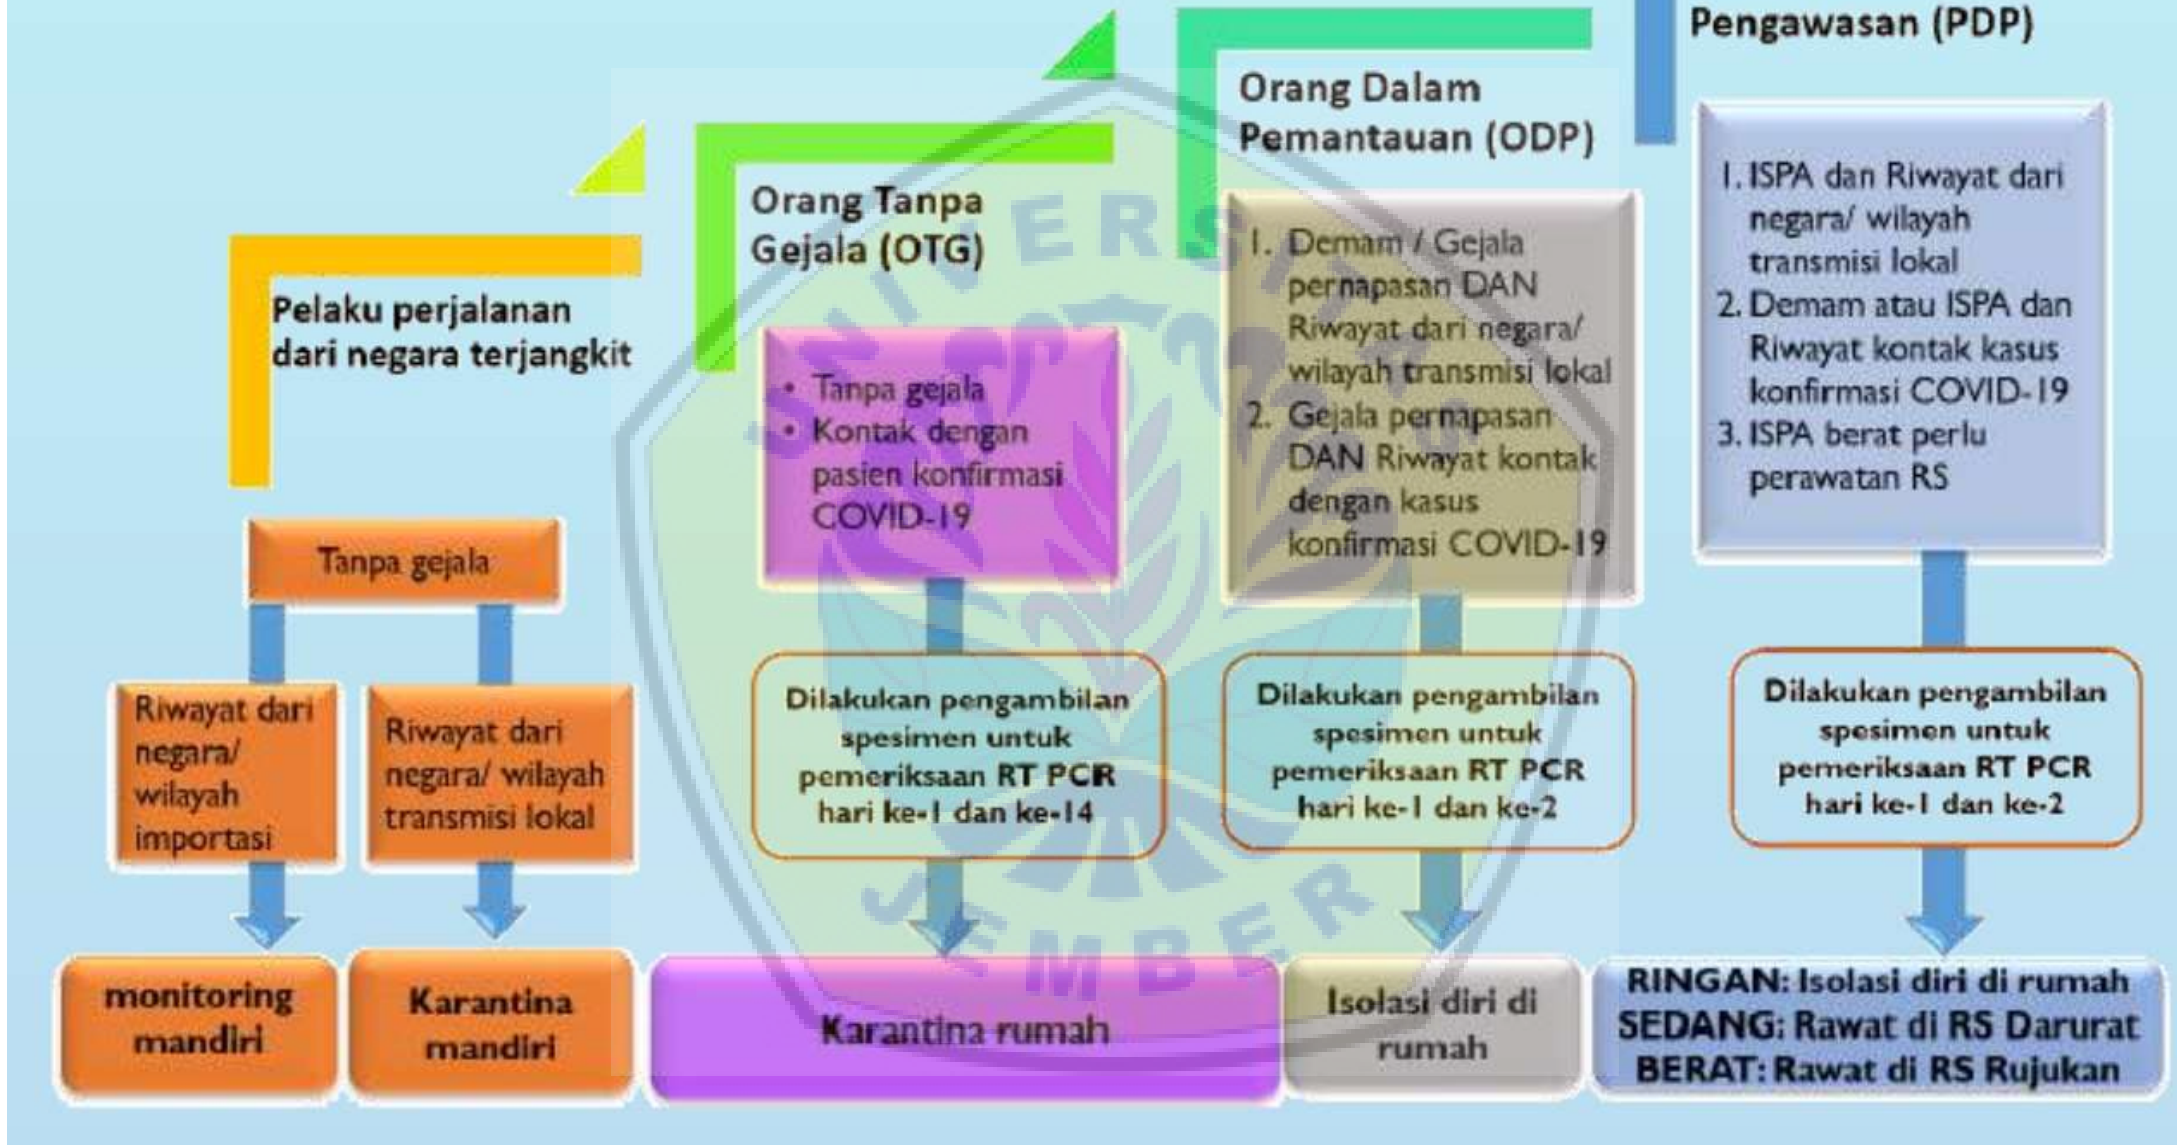 Pengawasan (PDP)
1. ISPA dan Riwayat dari
negara/ wilayah
transmisi lokal
2. Demam atau ISPA dan
Riwayat kontak kasus
konfirmasi COVID-19
3. ISPA berat perlu
perawatan RS
Dilakukan pengambilan
spesimen untuk
pemeriksaan RT PCR
hari ke-1 dan ke-2
RINGAN: Isolasi diri di rumah
SEDANG: Rawat di RS Darurat
BERAT: Rawat di RS Rujukan
Orang Dalam
Pemantauan (ODP)
1. Demam / Gejala
pernapasan DAN
Riwayat dari negara/
wilayah transmisi lokal
2. Gejala pernapasan
DAN Riwayat kontak
dengan kasus
konfirmasi COVID-19
Dilakukan pengambilan
spesimen untuk
pemeriksaan RT PCR
hari ke-1 dan ke-2
Isolasi diri di
rumah
Orang Tanpa
Gejala (OTG)
• Tanpa gejala
• Kontak dengan
pasien konfirmasi
COVID-19
Dilakukan pengambilan
spesimen untuk
pemeriksaan RT PCR
hari ke-1 dan ke-14
Karantina rumah
Pelaku perjalanan
dari negara terjangkit
Tanpa gejala
Riwayat dari
negara/
wilayah
importasi
monitoring
mandiri
Riwayat dari
negara/ wilayah
transmisi lokal
Karantina
mandiri
UNIVERSITAS
JEMBER